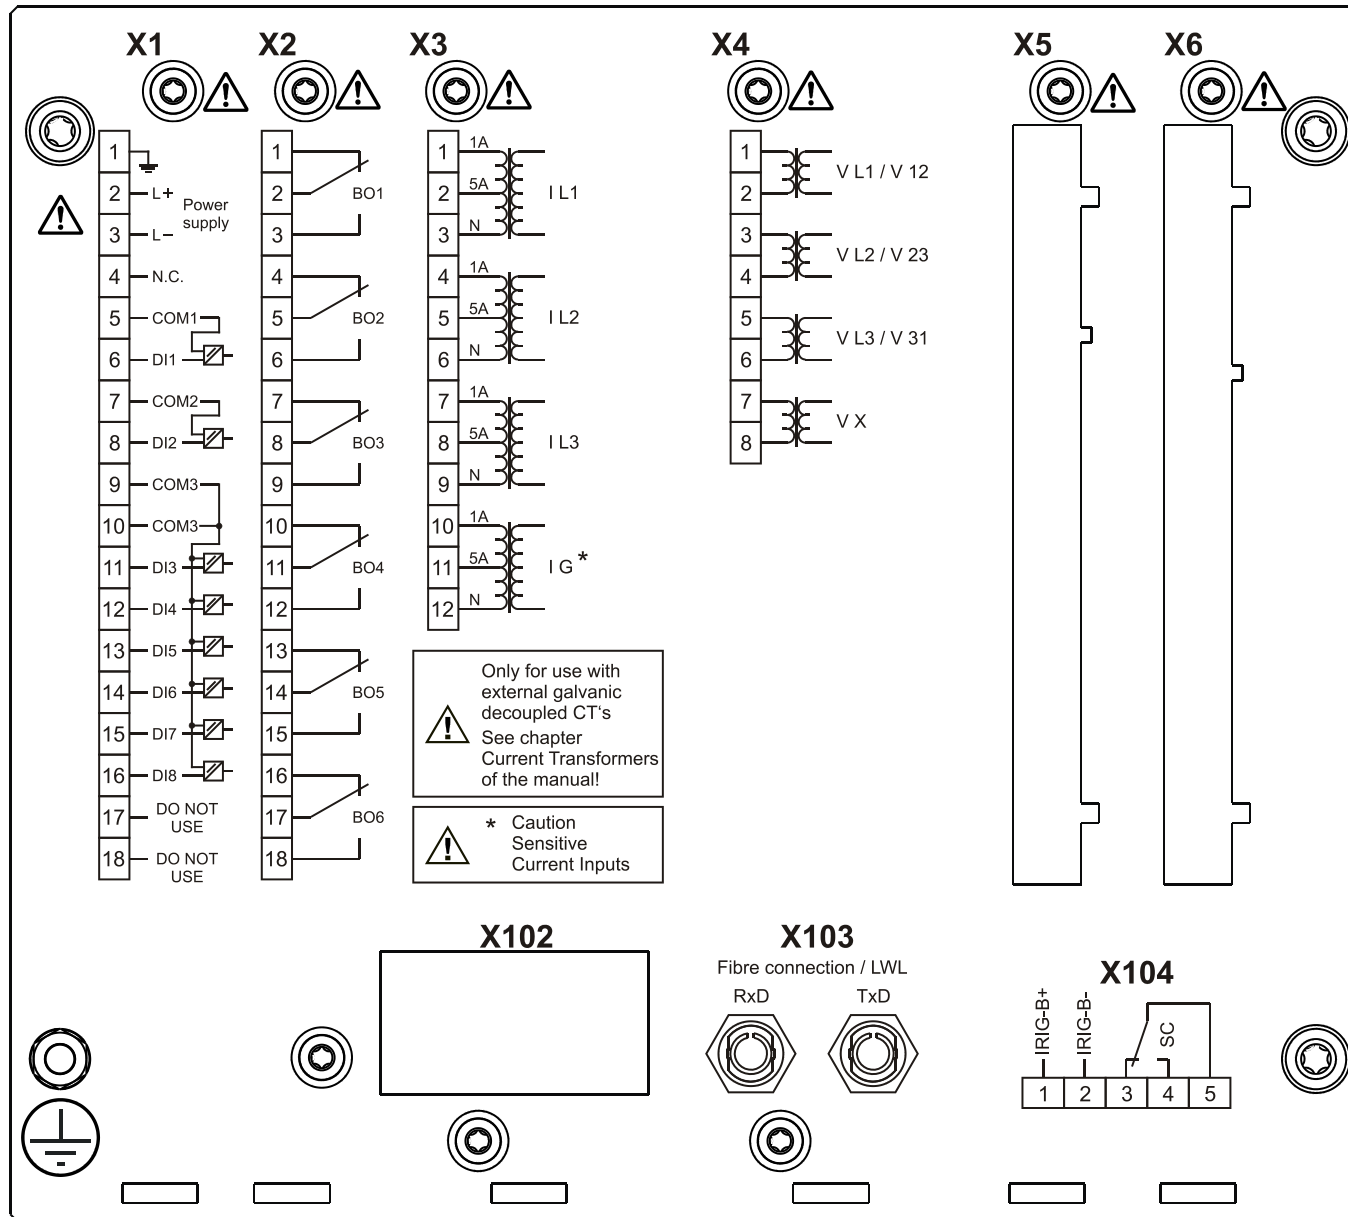 X1
X2
X3
X4
X5
X6
1
2 L+
Power
supply
3 L–
4 N.C.
5 COM1
6 DI1
7 COM2
8 DI2
9 COM3
10 COM3
11 DI3
12 DI4
13 DI5
14 DI6
15 DI7
16 DI8
17 DO NOT
USE
18 DO NOT
USE
1
2 BO1
3
4
5 BO2
6
7
8 BO3
9
10
11 BO4
12
13
14 BO5
15
16
17 BO6
18
1 1A
2 5A I L1
3 N
4 1A
5 5A I L2
6 N
7 1A
8 5A I L3
9 N
10 1A
11 5A I G *
12 N
Only for use with
external galvanic
decoupled CT‘s
See chapter
Current Transformers
of the manual!
* Caution
Sensitive
Current Inputs
1
V L1 / V 12
2
3
V L2 / V 23
4
5
V L3 / V 31
6
7
V X
8
X102
X103
Fibre connection / LWL
RxD TxD
X104
IRIG-B+
IRIG-B-
SC
1 2 3 4 5